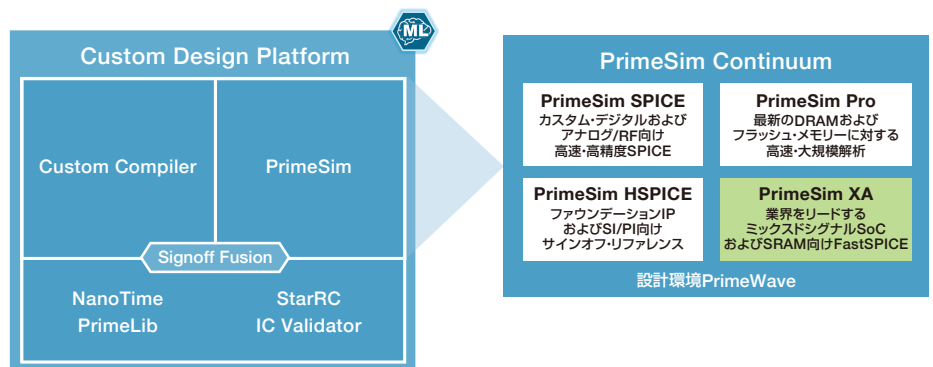 ML
Custom Design Platform
Custom Compiler
PrimeSim
Signoff Fusion
NanoTime
PrimeLib
StarRC
IC Validator
PrimeSim Continuum
PrimeSim SPICE
カスタム・デジタルおよび
アナログ/RF向け
高速・高精度SPICE
PrimeSim Pro
最新のDRAMおよび
フラッシュ・メモリーに対する
高速・大規模解析
PrimeSim HSPICE
ファウンデーションIP
およびSI/PI向け
サインオフ・リファレンス
PrimeSim XA
業界をリードする
ミックスドシグナルSoC
およびSRAM向けFastSPICE
設計環境PrimeWave